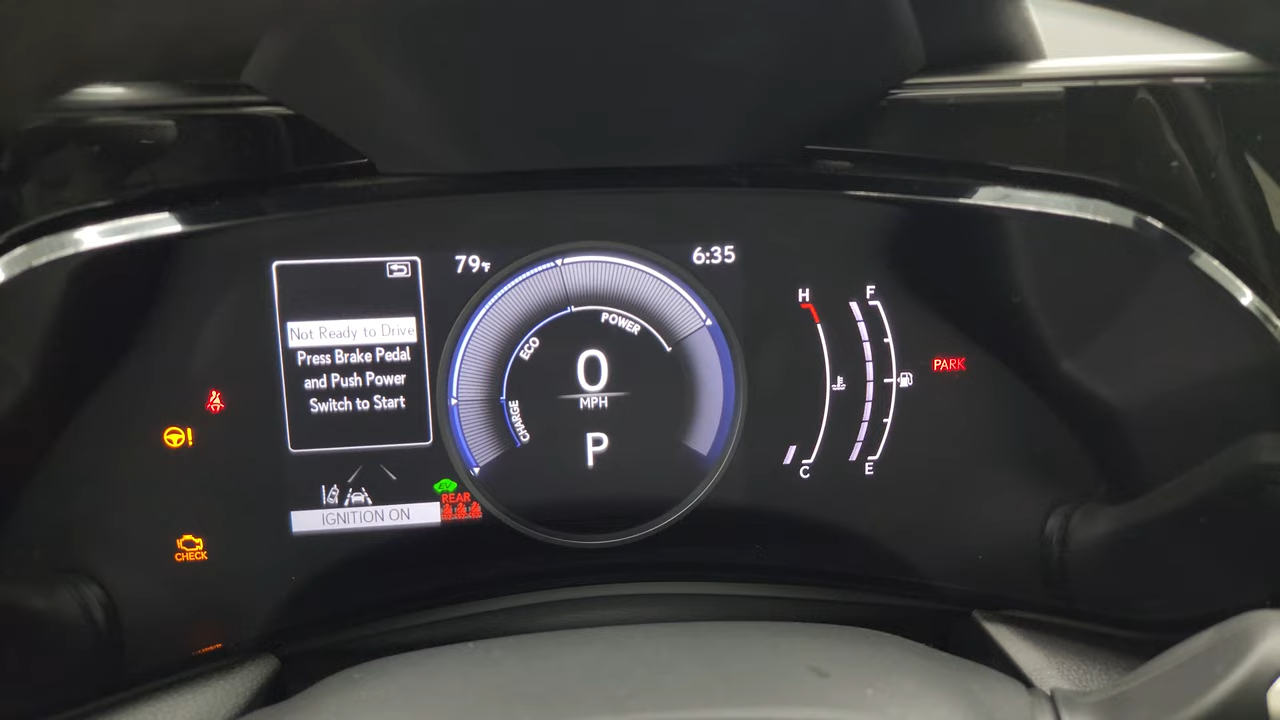 79°F
6:35
Not Ready to Drive
Press Brake Pedal
and Push Power
Switch to Start
POWER
ECO
CHARGE
0
MPH
P
H
C
F
E
PARK
EV
REAR
IGNITION ON
CHECK